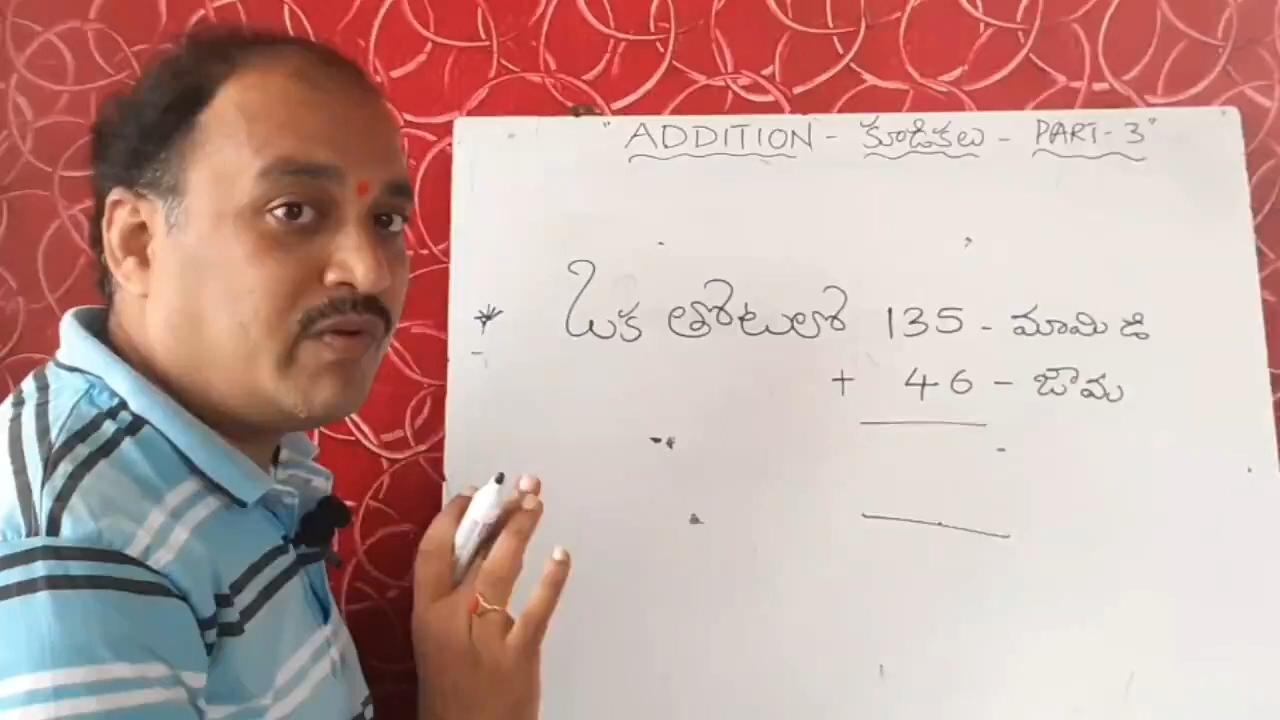 "ADDITION - కూడికలు - PART-3"
* ఒక తోటలో 135 - మామిడి
+ 46 - జామ